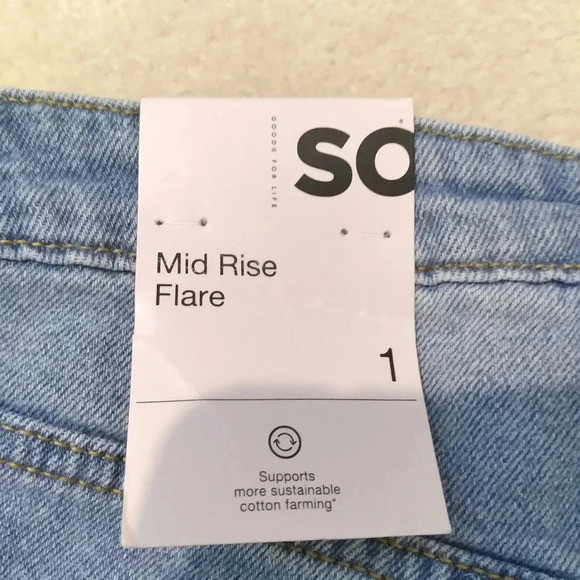 GOODS FOR LIFE
SO
Mid Rise
Flare
1
Supports
more sustainable
cotton farming*